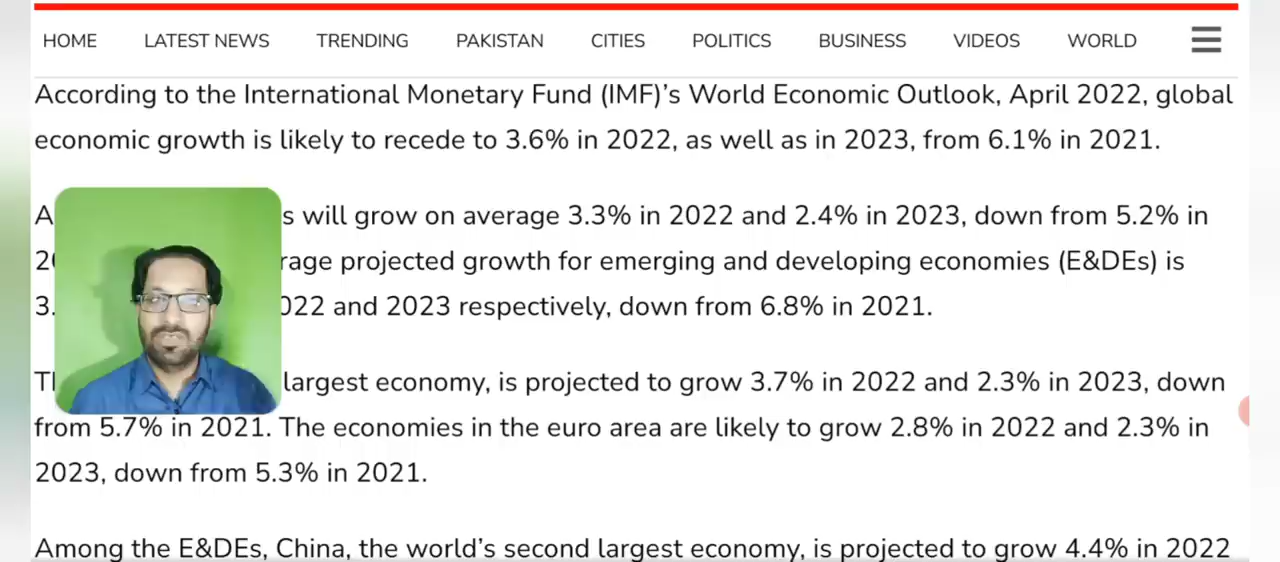 HOME LATEST NEWS TRENDING PAKISTAN CITIES POLITICS BUSINESS VIDEOS WORLD
According to the International Monetary Fund (IMF)’s World Economic Outlook, April 2022, global
economic growth is likely to recede to 3.6% in 2022, as well as in 2023, from 6.1% in 2021.
will grow on average 3.3% in 2022 and 2.4% in 2023, down from 5.2% in
projected growth for emerging and developing economies (E&DEs) is
and 2023 respectively, down from 6.8% in 2021.
largest economy, is projected to grow 3.7% in 2022 and 2.3% in 2023, down
from 5.7% in 2021. The economies in the euro area are likely to grow 2.8% in 2022 and 2.3% in
2023, down from 5.3% in 2021.
Among the E&DEs, China, the world’s second largest economy, is projected to grow 4.4% in 2022